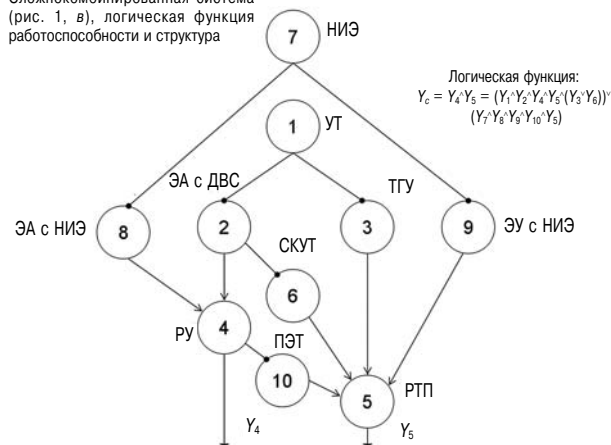 Сложнокомбинированная система
(рис. 1, в), логическая функция
работоспособности и структура
7 НИЭ
Логическая функция:
Yc = Y4^Y5 = (Y1^Y2^Y4^Y5^(Y3˅Y6))˅
(Y7^Y8^Y9^Y10^Y5)
1 УТ
ЭА с ДВС
ТГУ
ЭА с НИЭ 8
2
3
9 ЭУ с НИЭ
СКУТ
6
РУ 4
ПЭТ
10
5 РТП
Y4
Y5